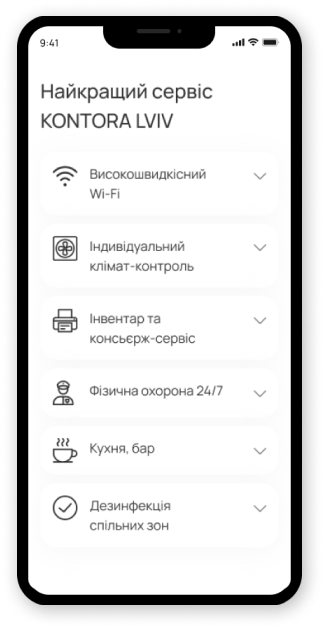 9:41
Найкращий сервіс
KONTORA LVIV
Високошвидкісний
Wi-Fi
Індивідуальний
клімат-контроль
Інвентар та
консьєрж-сервіс
Фізична охорона 24/7
Кухня, бар
Дезинфекція
спільних зон